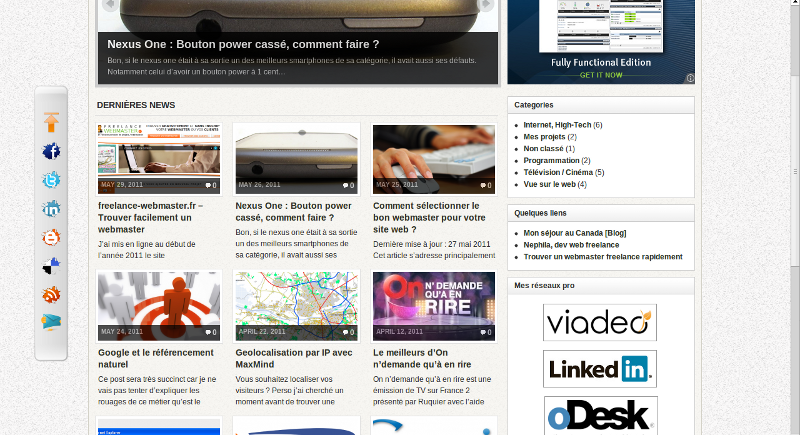 Nexus One : Bouton power cassé, comment faire ?
Bon, si le nexus one était à sa sortie un des meilleurs smartphones de sa catégorie, il avait aussi ses défauts.
Notamment celui d'avoir un bouton power à 1 cent…
Fully Functional Edition
GET IT NOW
DERNIÈRES NEWS
MAY 29, 2011
0
freelance-webmaster.fr –
Trouver facilement un
webmaster
J'ai mis en ligne au début de
l'année 2011 le site
MAY 26, 2011
0
Nexus One : Bouton power
cassé, comment faire ?
Bon, si le nexus one était à sa sortie
un des meilleurs smartphones de
sa catégorie, il avait aussi ses
MAY 25, 2011
0
Comment sélectionner le
bon webmaster pour votre
site web ?
Dernière mise à jour : 27 mai 2011
Cet article s'adresse principalement
MAY 24, 2011
0
Google et le référencement
naturel
Ce post sera très succinct car je ne
vais pas tenter d'expliquer les
rouages de ce métier qu'est le
APRIL 22, 2011
0
Geolocalisation par IP avec
MaxMind
Vous souhaitez localiser vos
visiteurs ? Perso j'ai cherché un
moment avant de trouver une
On N' DEMANDE
QU'A EN
RIRE
APRIL 12, 2011
0
Le meilleurs d'On
n'demande qu'à en rire
On n'demande qu'à en rire est une
émission de TV sur France 2
présenté par Ruquier avec l'aide
Categories
Internet, High-Tech (6)
Mes projets (2)
Non classé (1)
Programmation (2)
Télévision / Cinéma (5)
Vue sur le web (4)
Quelques liens
Mon séjour au Canada [Blog]
Nephila, dev web freelance
Trouver un webmaster freelance rapidement
Mes réseaux pro
viadeo
Linked in.
oDesk